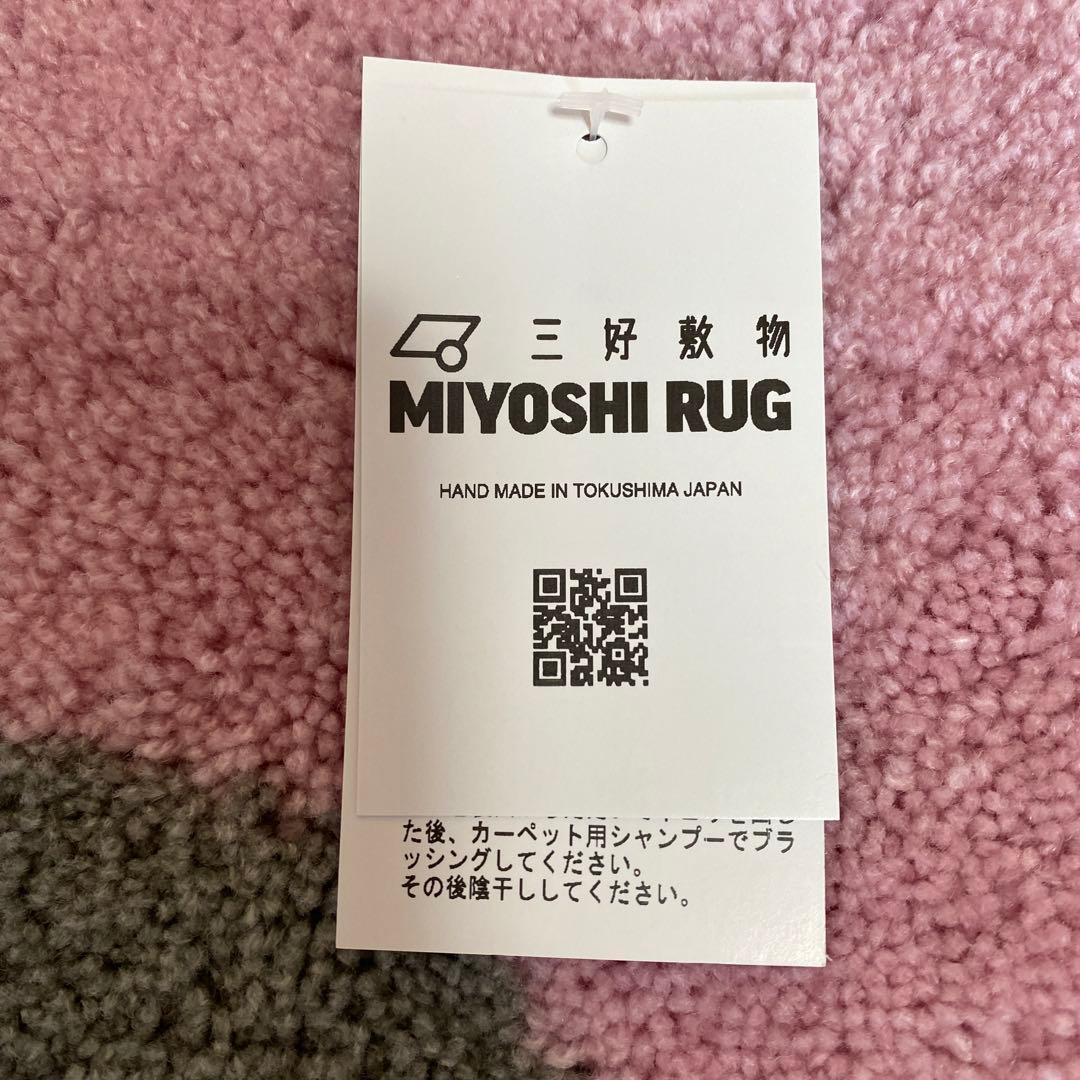 三好敷物
MIYOSHI RUG
HAND MADE IN TOKUSHIMA JAPAN
た後、カーペット用シャンプーでブラ
ッシングしてください。
その後陰干ししてください。